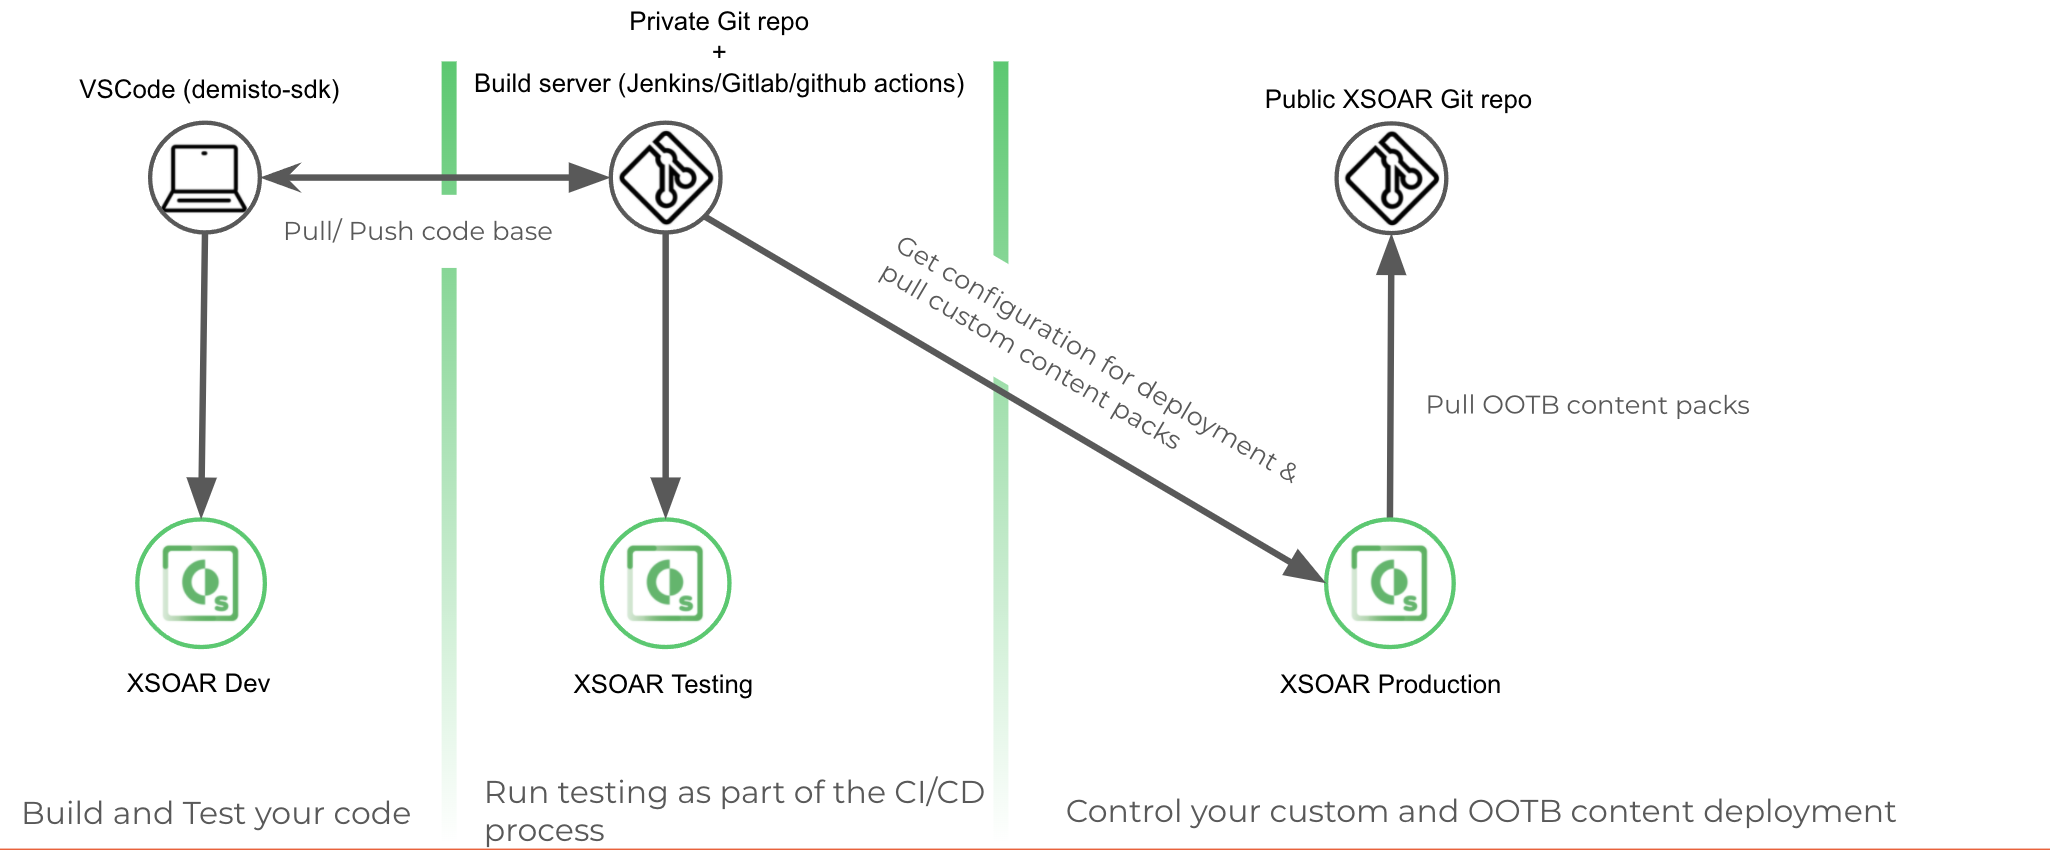 Private Git repo
+
Build server (Jenkins/Gitlab/github actions)
VSCode (demisto-sdk)
Public XSOAR Git repo
Pull/ Push code base
Get configuration for deployment &
pull custom content packs
Pull OOTB content packs
S
S
S
XSOAR Dev
XSOAR Testing
XSOAR Production
Build and Test your code
Run testing as part of the CI/CD
process
Control your custom and OOTB content deployment